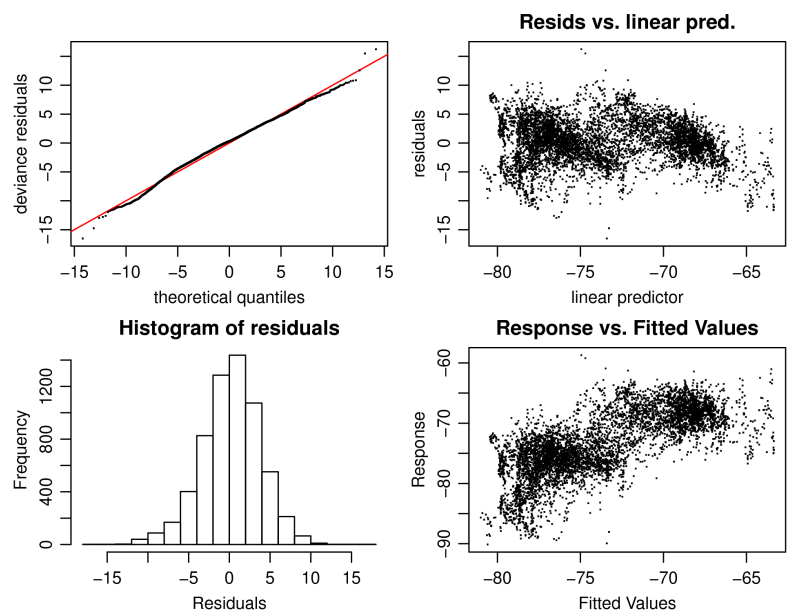 deviance residuals
−15 −5 0 5 10
−15 −10 −5 0 5 10 15
theoretical quantiles
Resids vs. linear pred.
residuals
−15 −5 0 5 10
−80 −75 −70 −65
linear predictor
Histogram of residuals
Frequency
0 400 800 1200
−15 −5 0 5 10 15
Residuals
Response vs. Fitted Values
Response
−90 −80 −70 −60
−80 −75 −70 −65
Fitted Values